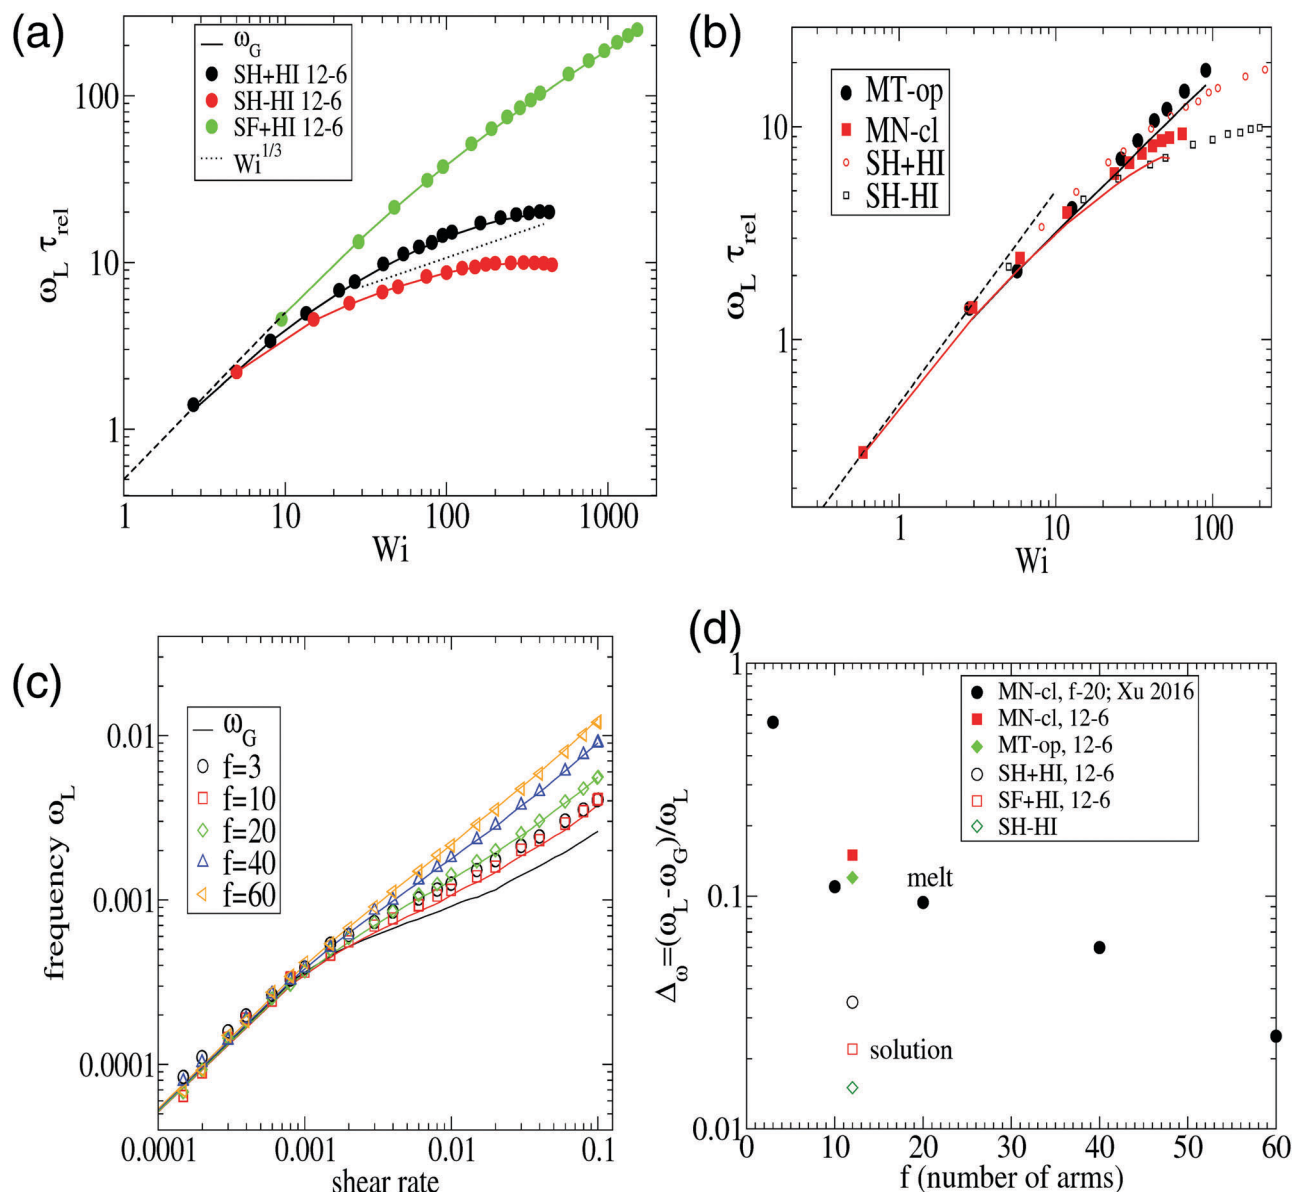 (a)
ω_G
SH+HI 12-6
SH-HI 12-6
SF+HI 12-6
Wi^{1/3}
100
10
1
ω_L τ_rel
1 10 100 1000
Wi
(b)
MT-op
MN-cl
SH+HI
SH-HI
10
1
ω_L τ_rel
1 10 100
Wi
(c)
ω_G
f=3
f=10
f=20
f=40
f=60
0.01
0.001
0.0001
frequency ω_L
0.0001 0.001 0.01 0.1
shear rate
(d)
MN-cl, f-20; Xu 2016
MN-cl, 12-6
MT-op, 12-6
SH+HI, 12-6
SF+HI, 12-6
SH-HI
melt
solution
1
0.1
0.01
Δ_ω=(ω_L-ω_G)/ω_L
0 10 20 30 40 50 60
f (number of arms)